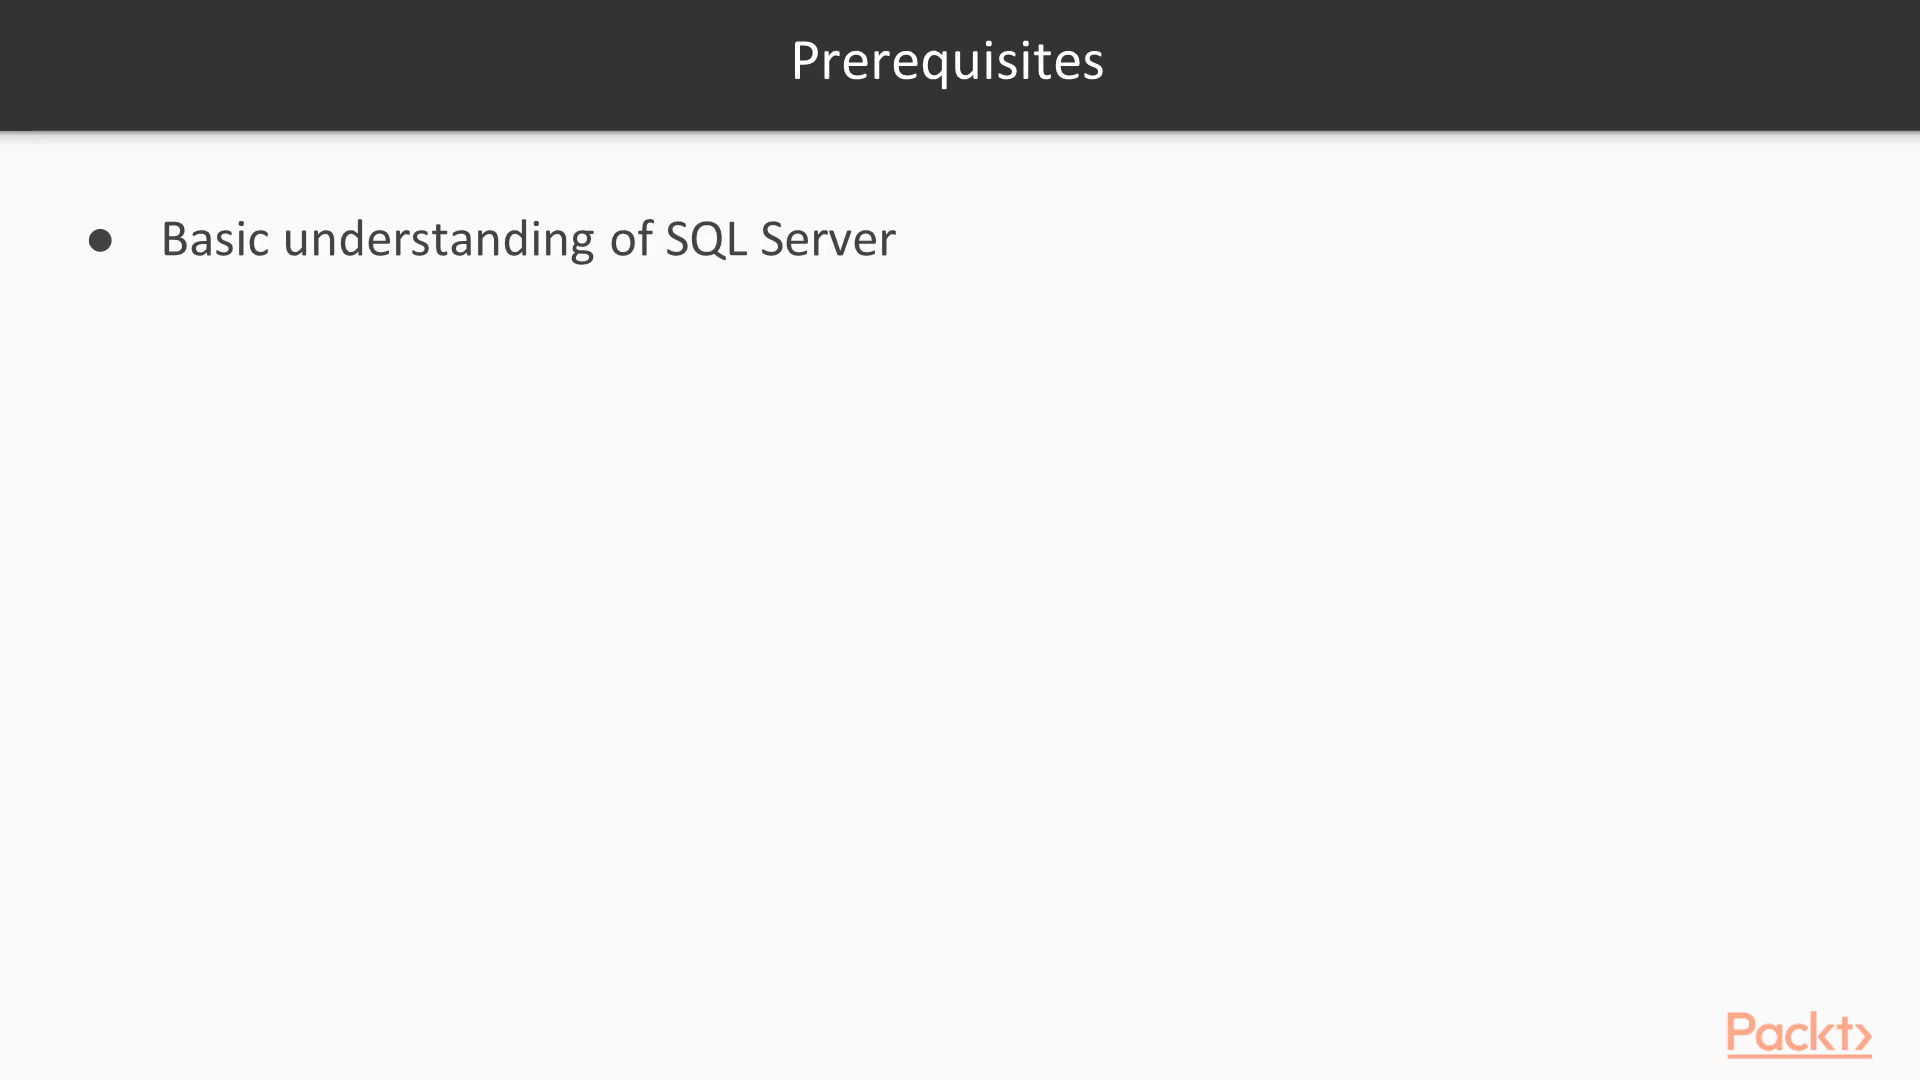 Prerequisites
● Basic understanding of SQL Server
Packt>